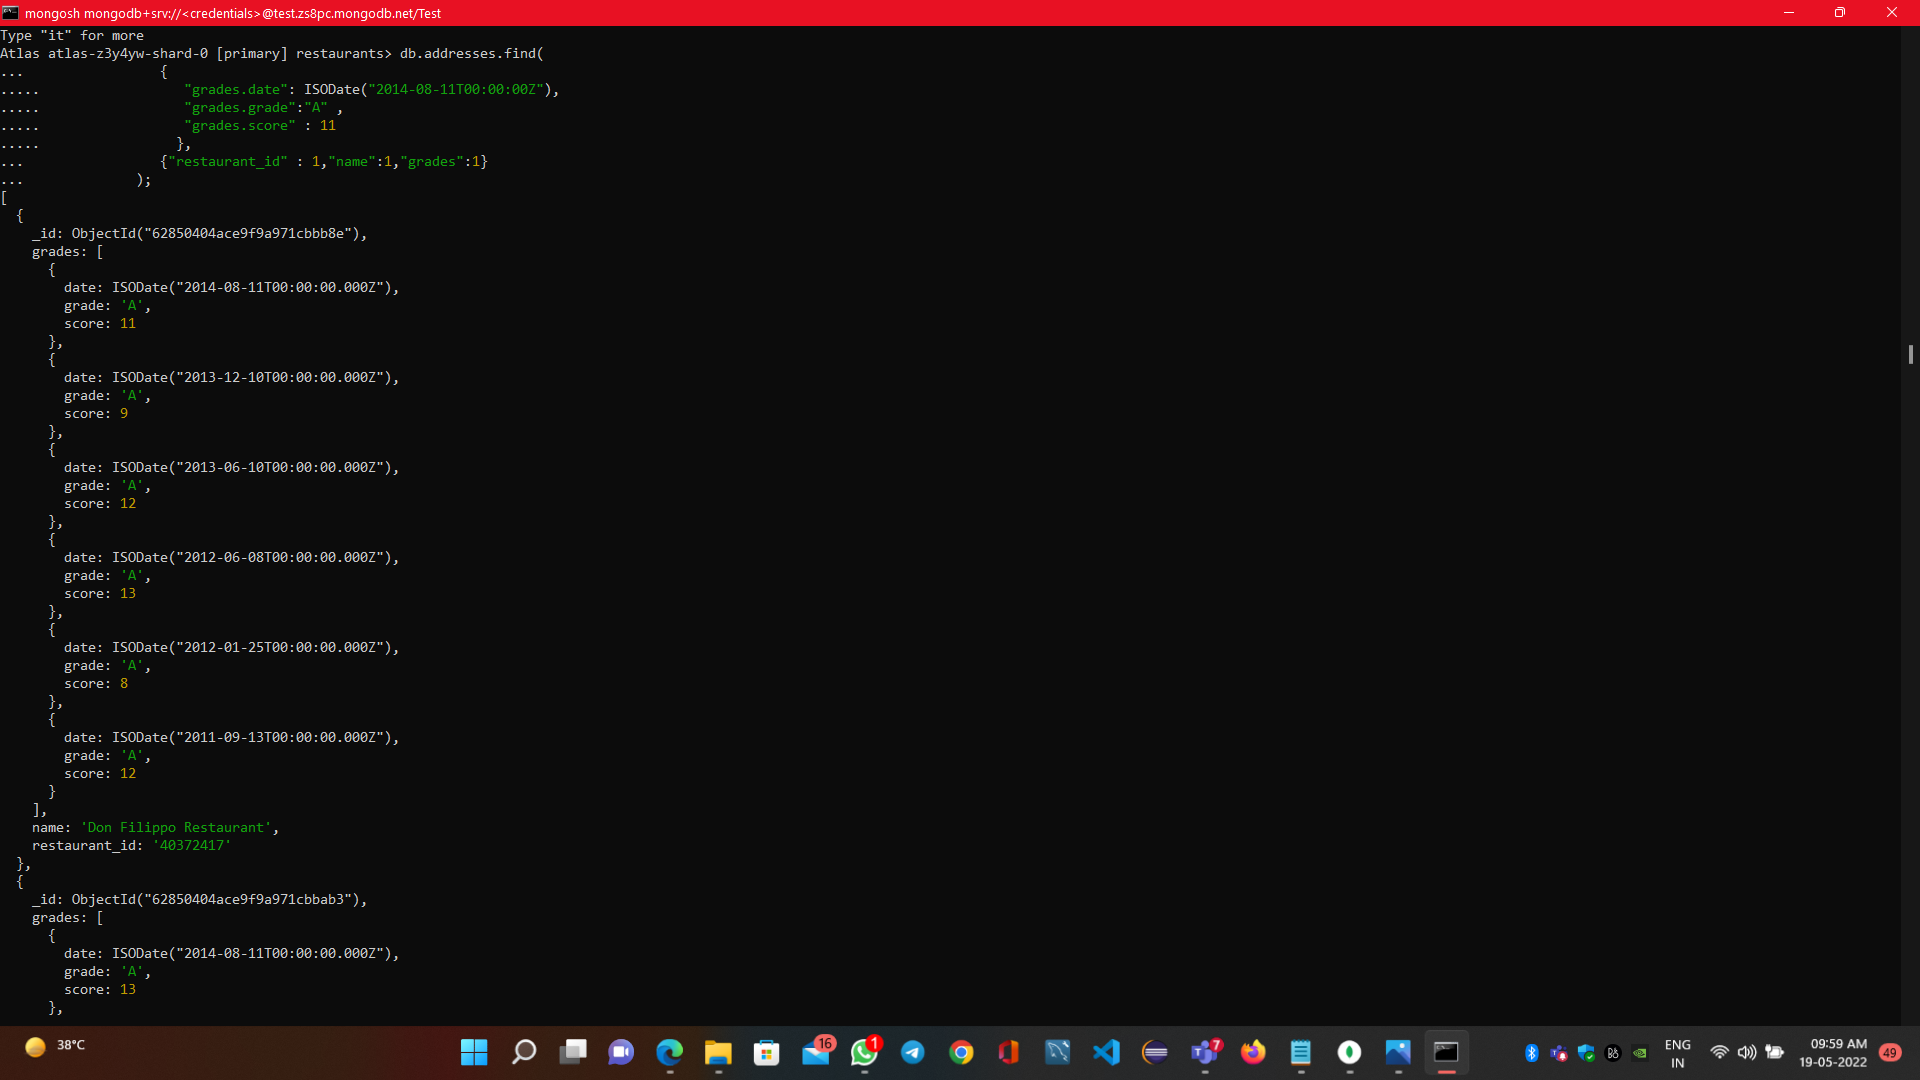 mongosh mongodb+srv://<credentials>@test.zs8pc.mongodb.net/Test
Type "it" for more
Atlas atlas-z3y4yw-shard-0 [primary] restaurants> db.addresses.find(
... {
..... "grades.date": ISODate("2014-08-11T00:00:00Z"),
..... "grades.grade":"A" ,
..... "grades.score" : 11
..... },
... {"restaurant_id" : 1,"name":1,"grades":1}
... );
[
{
_id: ObjectId("62850404ace9f9a971cbbb8e"),
grades: [
{
date: ISODate("2014-08-11T00:00:00.000Z"),
grade: 'A',
score: 11
},
{
date: ISODate("2013-12-10T00:00:00.000Z"),
grade: 'A',
score: 9
},
{
date: ISODate("2013-06-10T00:00:00.000Z"),
grade: 'A',
score: 12
},
{
date: ISODate("2012-06-08T00:00:00.000Z"),
grade: 'A',
score: 13
},
{
date: ISODate("2012-01-25T00:00:00.000Z"),
grade: 'A',
score: 8
},
{
date: ISODate("2011-09-13T00:00:00.000Z"),
grade: 'A',
score: 12
}
],
name: 'Don Filippo Restaurant',
restaurant_id: '40372417'
},
{
_id: ObjectId("62850404ace9f9a971cbbab3"),
grades: [
{
date: ISODate("2014-08-11T00:00:00.000Z"),
grade: 'A',
score: 13
},
38°C
16
1
7
ENG
IN
09:59 AM
19-05-2022
49